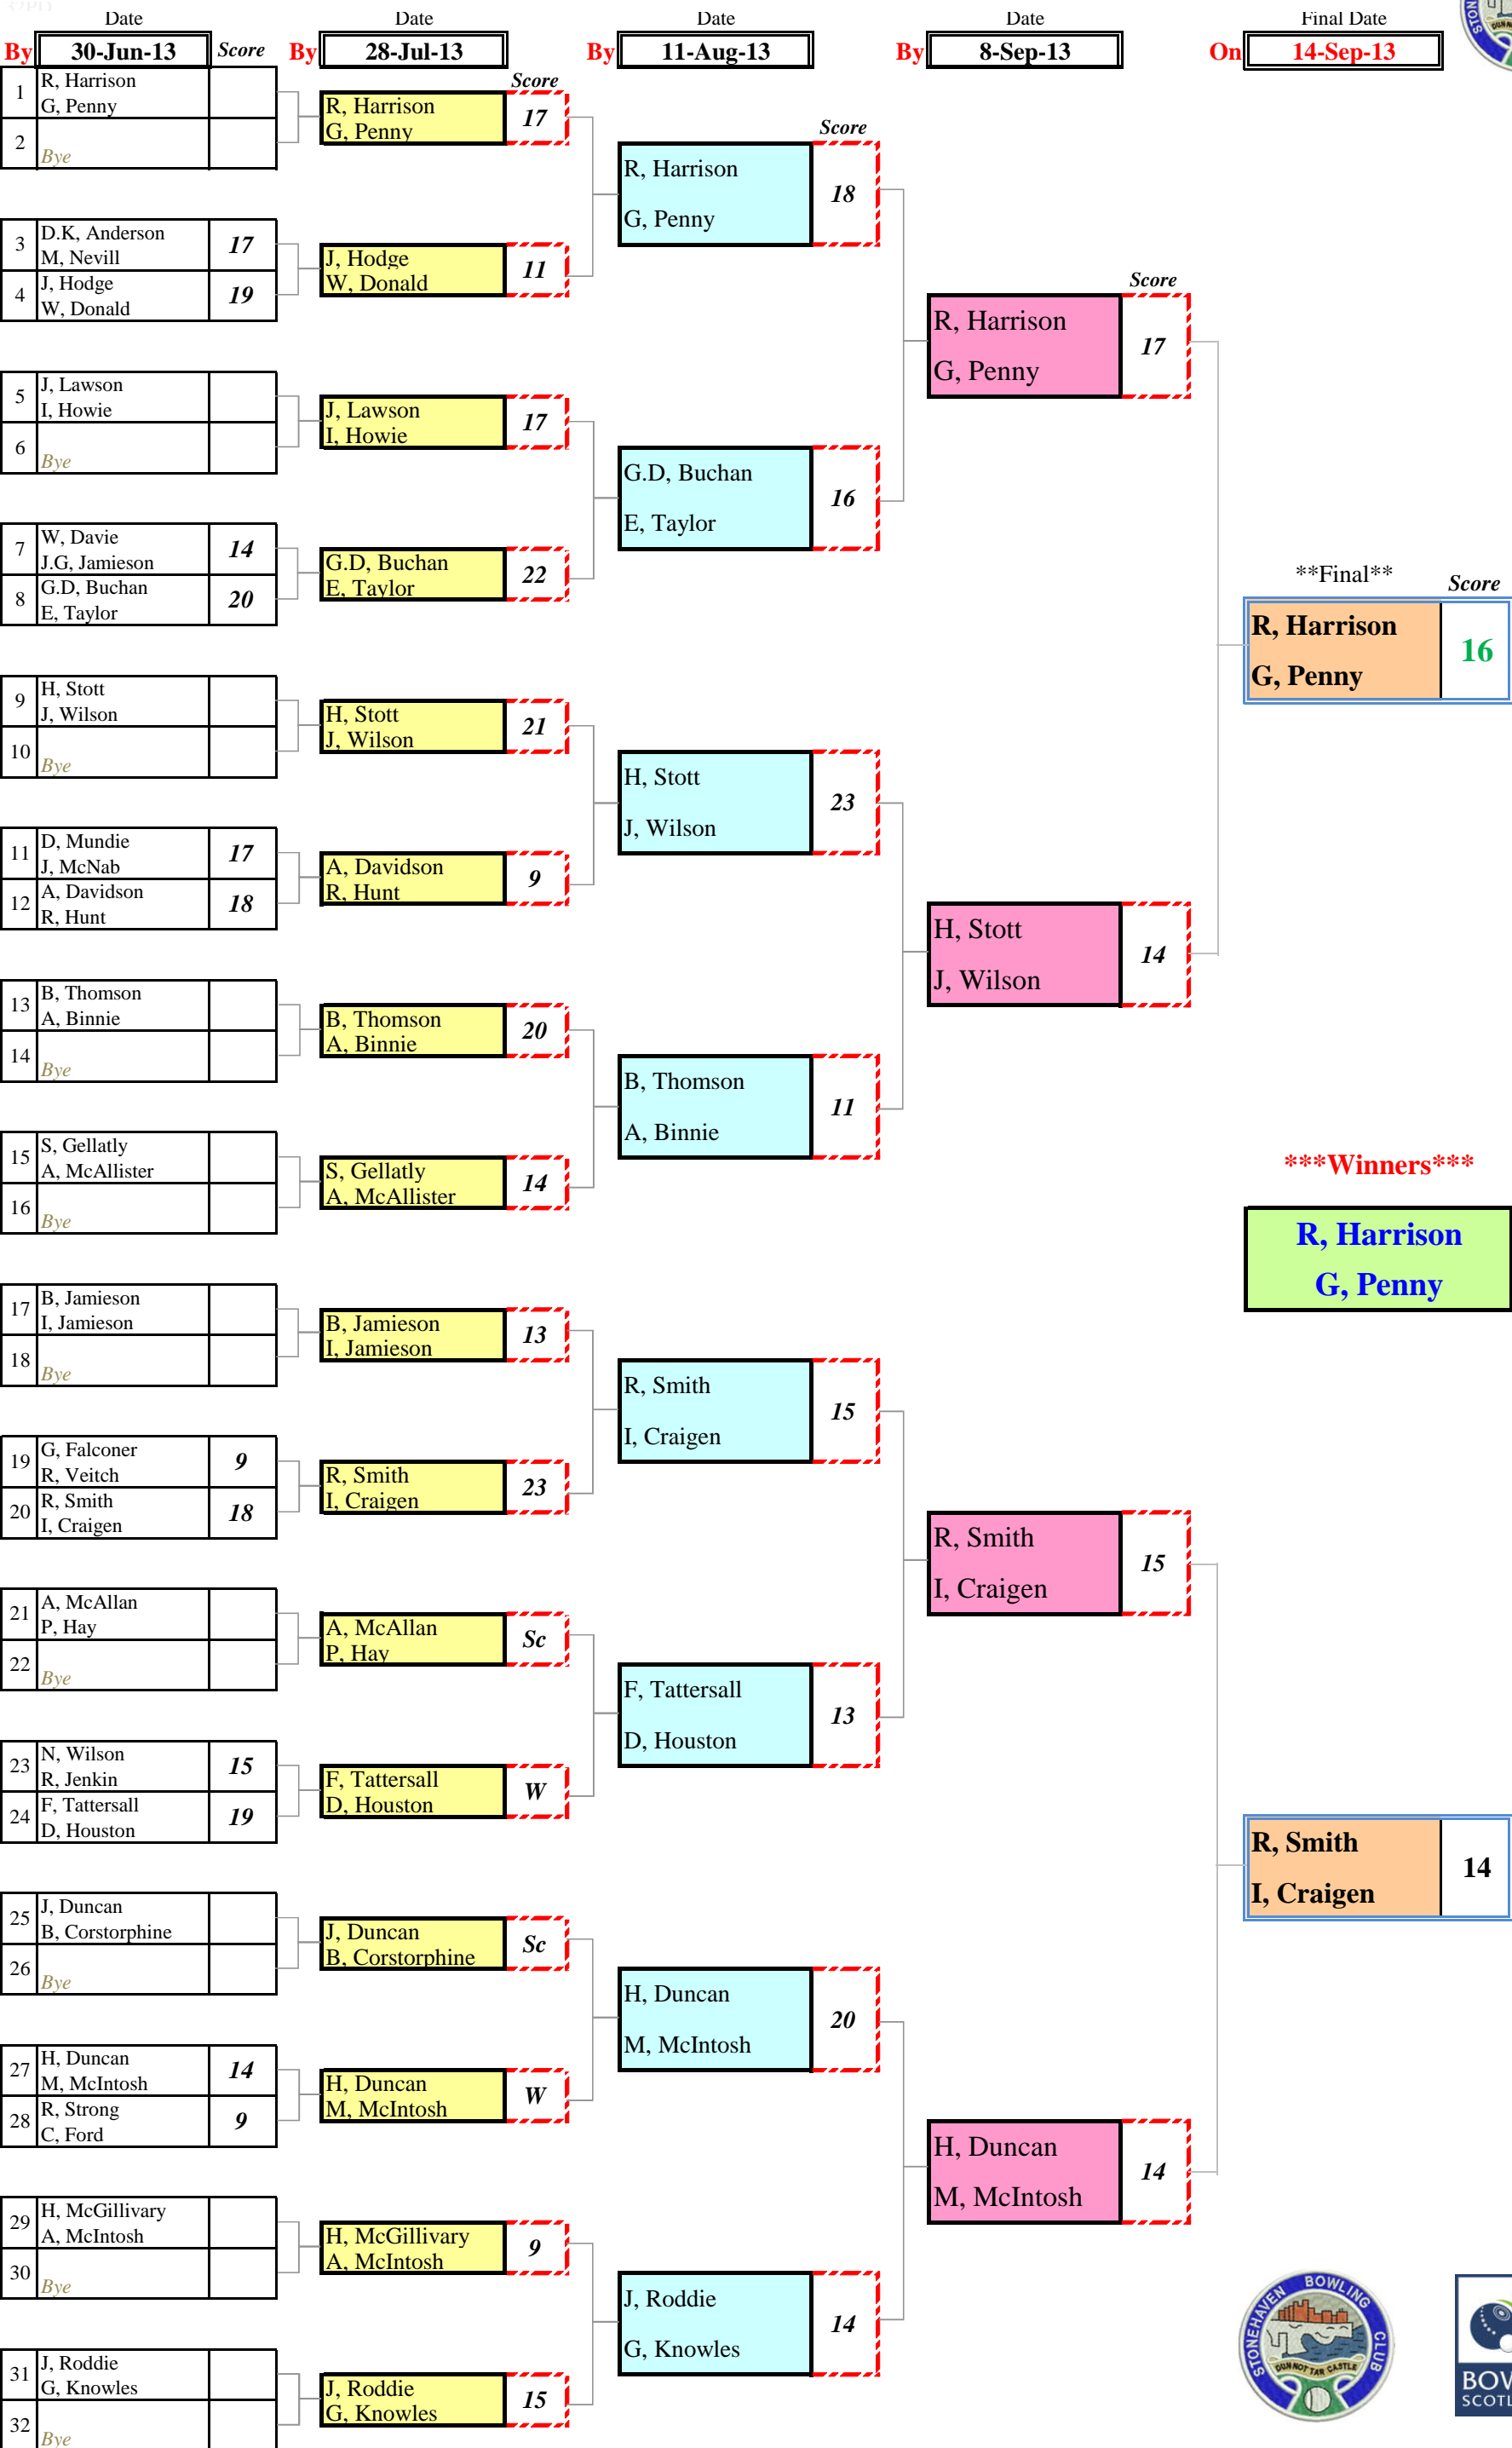 Date Date Date Date Final Date
By 30-Jun-13 Score By 28-Jul-13 By 11-Aug-13 By 8-Sep-13 On 14-Sep-13
1 R, Harrison
G, Penny
2 Bye
3 D.K, Anderson 17
M, Nevill
4 J, Hodge 19
W, Donald
5 J, Lawson
I, Howie
6 Bye
7 W, Davie 14
J.G, Jamieson
8 G.D, Buchan 20
E, Taylor
9 H, Stott
J, Wilson
10 Bye
11 D, Mundie 17
J, McNab
12 A, Davidson 18
R, Hunt
13 B, Thomson
A, Binnie
14 Bye
15 S, Gellatly
A, McAllister
16 Bye
17 B, Jamieson
I, Jamieson
18 Bye
19 G, Falconer 9
R, Veitch
20 R, Smith 18
I, Craigen
21 A, McAllan
P, Hay
22 Bye
23 N, Wilson 15
R, Jenkin
24 F, Tattersall 19
D, Houston
25 J, Duncan
B, Corstorphine
26 Bye
27 H, Duncan 14
M, McIntosh
28 R, Strong 9
C, Ford
29 H, McGillivary
A, McIntosh
30 Bye
31 J, Roddie
G, Knowles
32 Bye
Score
R, Harrison 17
G, Penny
J, Hodge 11
W, Donald
J, Lawson 17
I, Howie
G.D, Buchan 22
E, Taylor
H, Stott 21
J, Wilson
A, Davidson 9
R, Hunt
B, Thomson 20
A, Binnie
S, Gellatly 14
A, McAllister
B, Jamieson 13
I, Jamieson
R, Smith 23
I, Craigen
A, McAllan Sc
P, Hay
F, Tattersall W
D, Houston
J, Duncan Sc
B, Corstorphine
H, Duncan W
M, McIntosh
H, McGillivary 9
A, McIntosh
J, Roddie 15
G, Knowles
Score
R, Harrison 18
G, Penny
G.D, Buchan 16
E, Taylor
H, Stott 23
J, Wilson
B, Thomson 11
A, Binnie
R, Smith 15
I, Craigen
F, Tattersall 13
D, Houston
H, Duncan 20
M, McIntosh
J, Roddie 14
G, Knowles
Score
R, Harrison 17
G, Penny
H, Stott 14
J, Wilson
R, Smith 15
I, Craigen
H, Duncan 14
M, McIntosh
**Final** Score
R, Harrison 16
G, Penny
***Winners***
R, Harrison
G, Penny
R, Smith 14
I, Craigen
STONEHAVEN BOWLING CLUB
DUNNOTTAR CASTLE